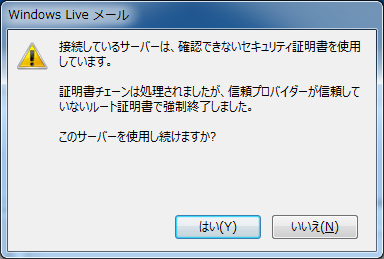 Windows Live メール
接続しているサーバーは、確認できないセキュリティ証明書を使用
しています。
証明書チェーンは処理されましたが、信頼プロバイダーが信頼して
いないルート証明書で強制終了しました。
このサーバーを使用し続けますか?
はい(Y)
いいえ(N)